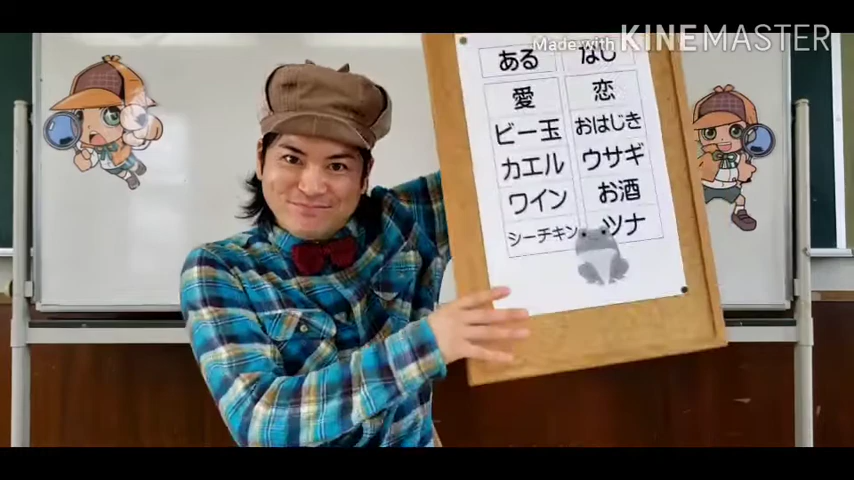 Made with KINEMASTER
ある なし
愛 恋
ビー玉 おはじき
カエル ウサギ
ワイン お酒
シーチキン ツナ